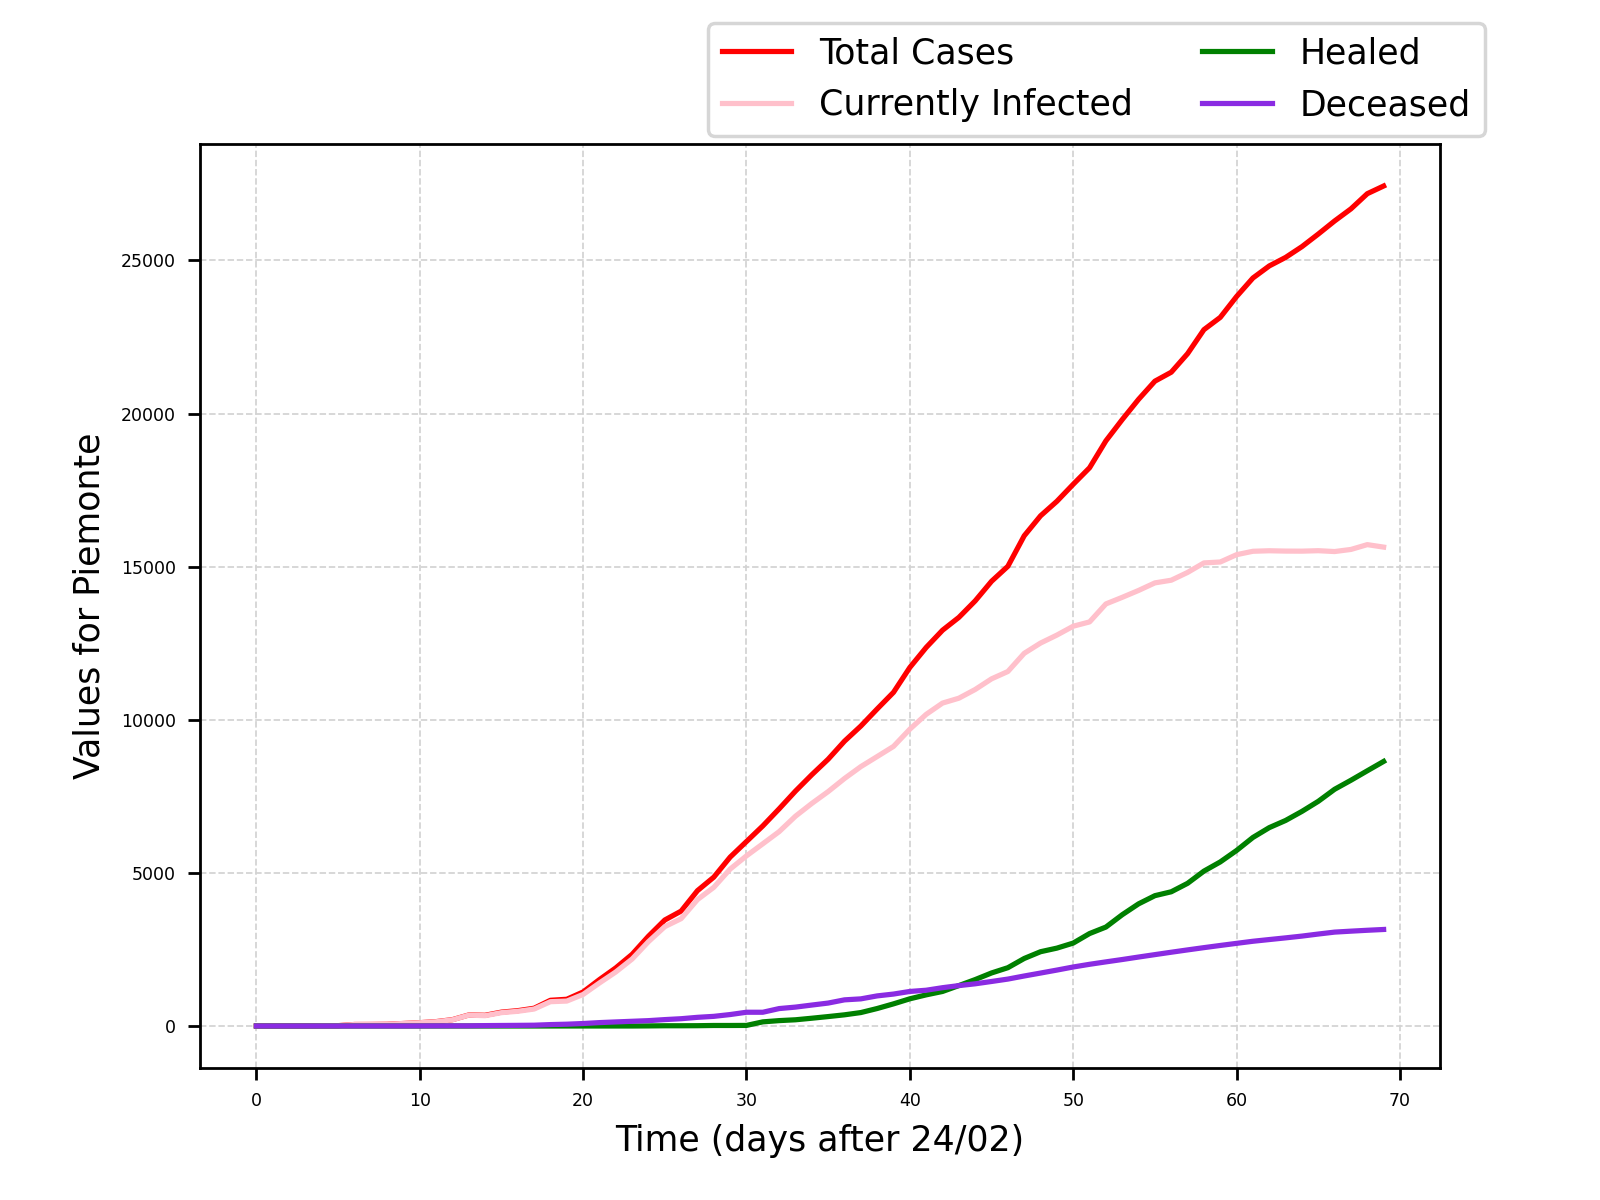 Total Cases
Currently Infected
Healed
Deceased
Values for Piemonte
25000
20000
15000
10000
5000
0
0 10 20 30 40 50 60 70
Time (days after 24/02)